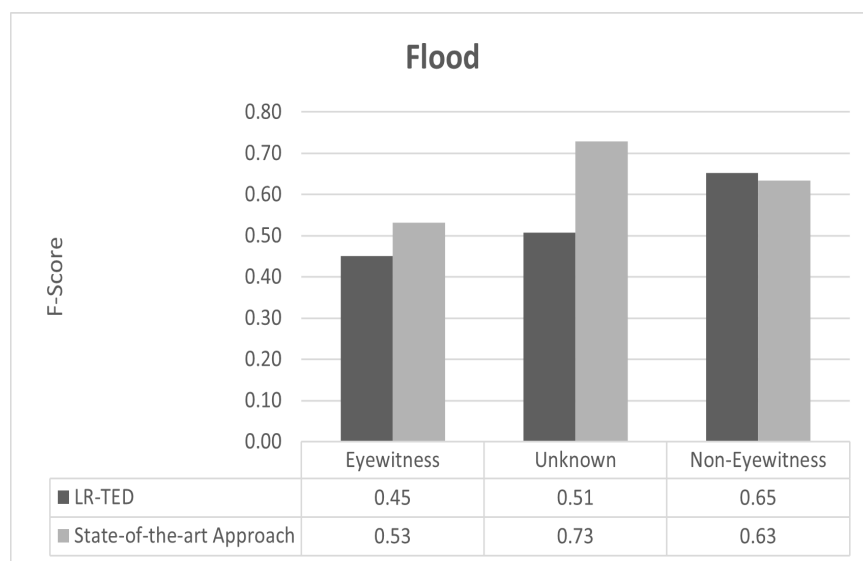 Flood
0.80
0.70
0.60
0.50
0.40
0.30
0.20
0.10
0.00
F-Score
Eyewitness Unknown Non-Eyewitness
LR-TED 0.45 0.51 0.65
State-of-the-art Approach 0.53 0.73 0.63